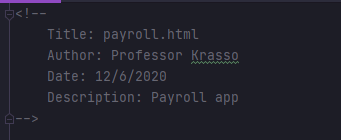 <!--
Title: payroll.html
Author: Professor Krasso
Date: 12/6/2020
Description: Payroll app
-->